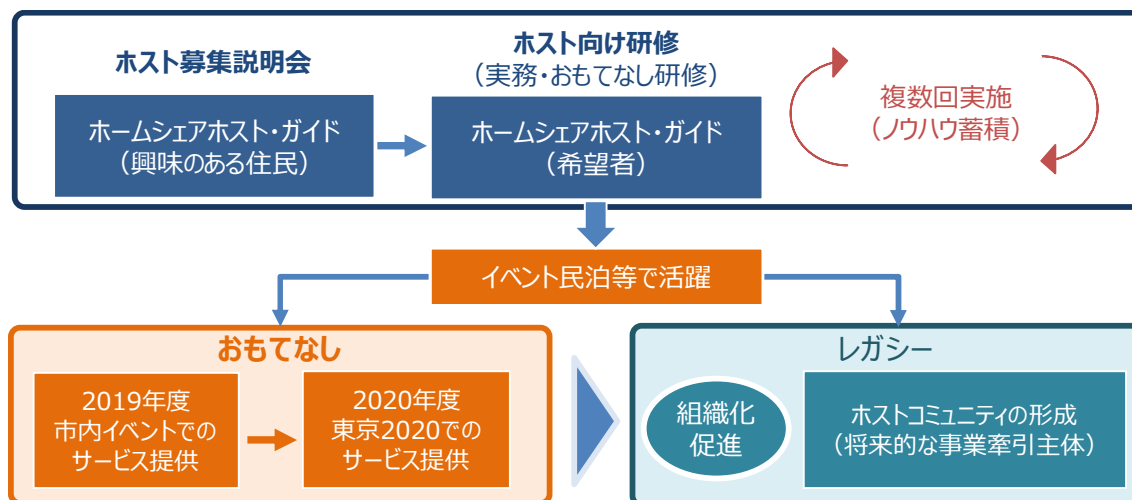 ホスト募集説明会
ホスト向け研修
（実務・おもてなし研修）
ホームシェアホスト・ガイド
（興味のある住民）
ホームシェアホスト・ガイド
（希望者）
複数回実施
（ノウハウ蓄積）
イベント民泊等で活躍
おもてなし
2019年度
市内イベントでの
サービス提供
2020年度
東京2020での
サービス提供
レガシー
組織化
促進
ホストコミュニティの形成
（将来的な事業牽引主体）